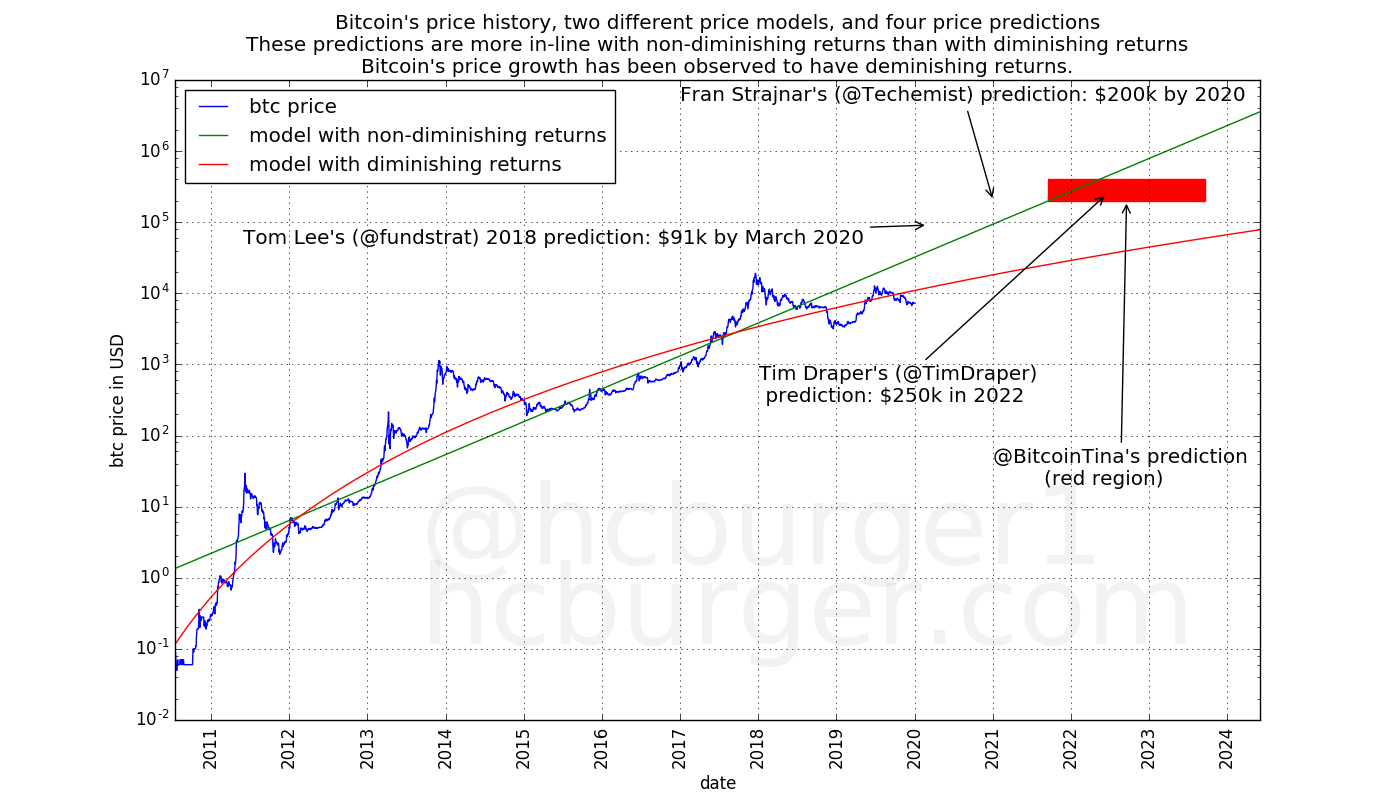 Bitcoin's price history, two different price models, and four price predictions
These predictions are more in-line with non-diminishing returns than with diminishing returns
Bitcoin's price growth has been observed to have deminishing returns.
btc price
model with non-diminishing returns
model with diminishing returns
Fran Strajnar's (@Techemist) prediction: $200k by 2020
Tom Lee's (@fundstrat) 2018 prediction: $91k by March 2020
Tim Draper's (@TimDraper)
prediction: $250k in 2022
@BitcoinTina's prediction
(red region)
@hcburger1
hcburger.com
btc price in USD
10^7
10^6
10^5
10^4
10^3
10^2
10^1
10^0
10^-1
10^-2
2011
2012
2013
2014
2015
2016
2017
2018
2019
2020
2021
2022
2023
2024
date